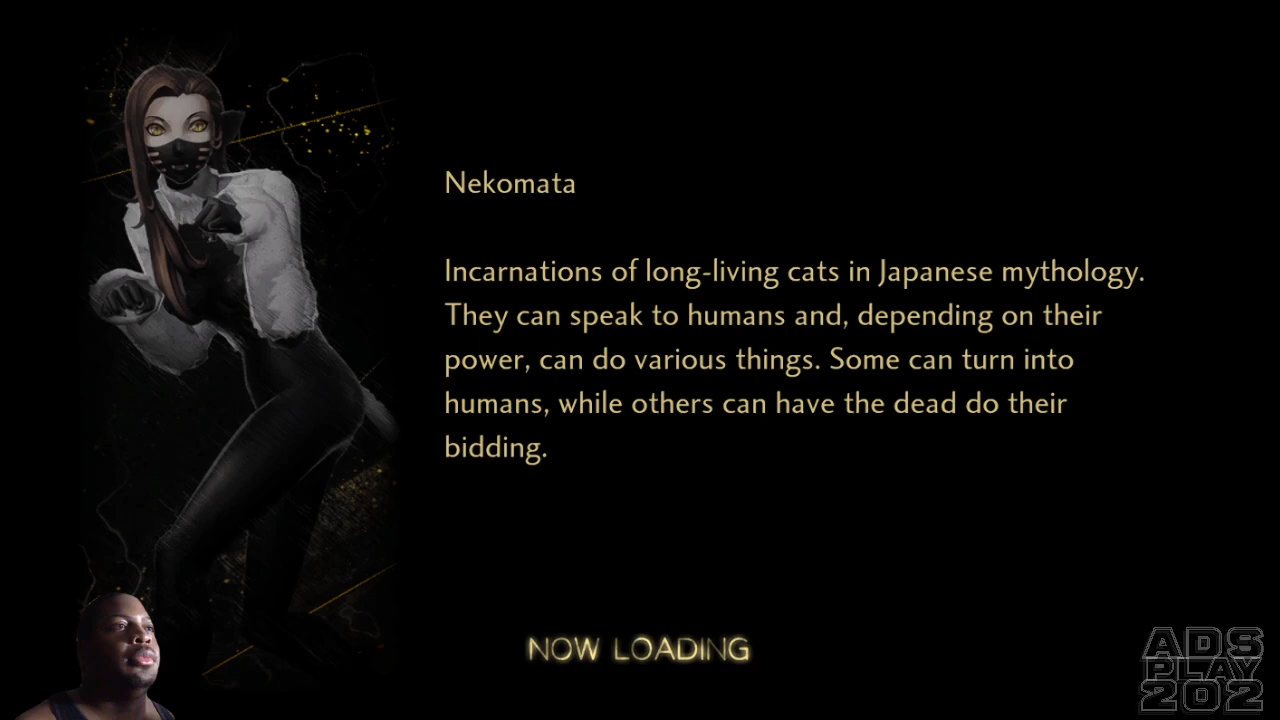 Nekomata
Incarnations of long-living cats in Japanese mythology.
They can speak to humans and, depending on their
power, can do various things. Some can turn into
humans, while others can have the dead do their
bidding.
NOW LOADING
ADS
PLAY
202